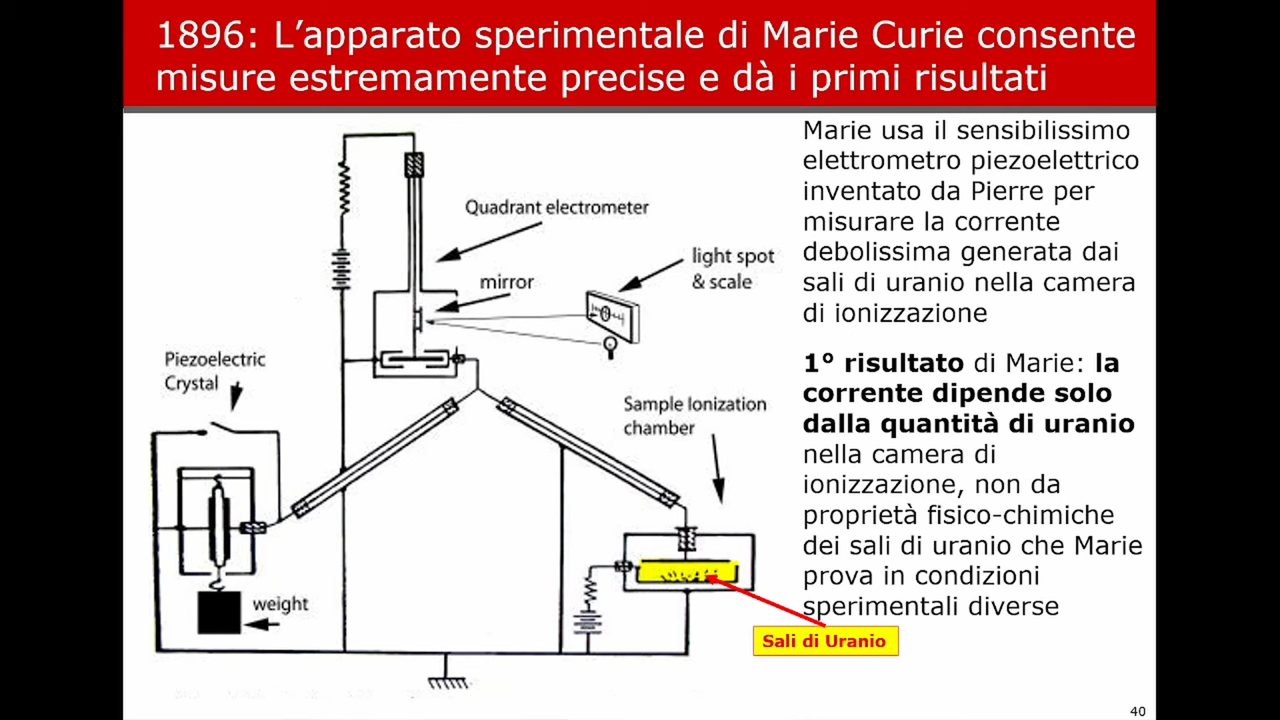 1896: L’apparato sperimentale di Marie Curie consente
misure estremamente precise e dà i primi risultati
Marie usa il sensibilissimo
elettrometro piezoelettrico
inventato da Pierre per
misurare la corrente
debolissima generata dai
sali di uranio nella camera
di ionizzazione
1° risultato di Marie: la
corrente dipende solo
dalla quantità di uranio
nella camera di
ionizzazione, non da
proprietà fisico-chimiche
dei sali di uranio che Marie
prova in condizioni
sperimentali diverse
Quadrant electrometer
light spot
& scale
mirror
Piezoelectric
Crystal
Sample Ionization
chamber
weight
Sali di Uranio
40